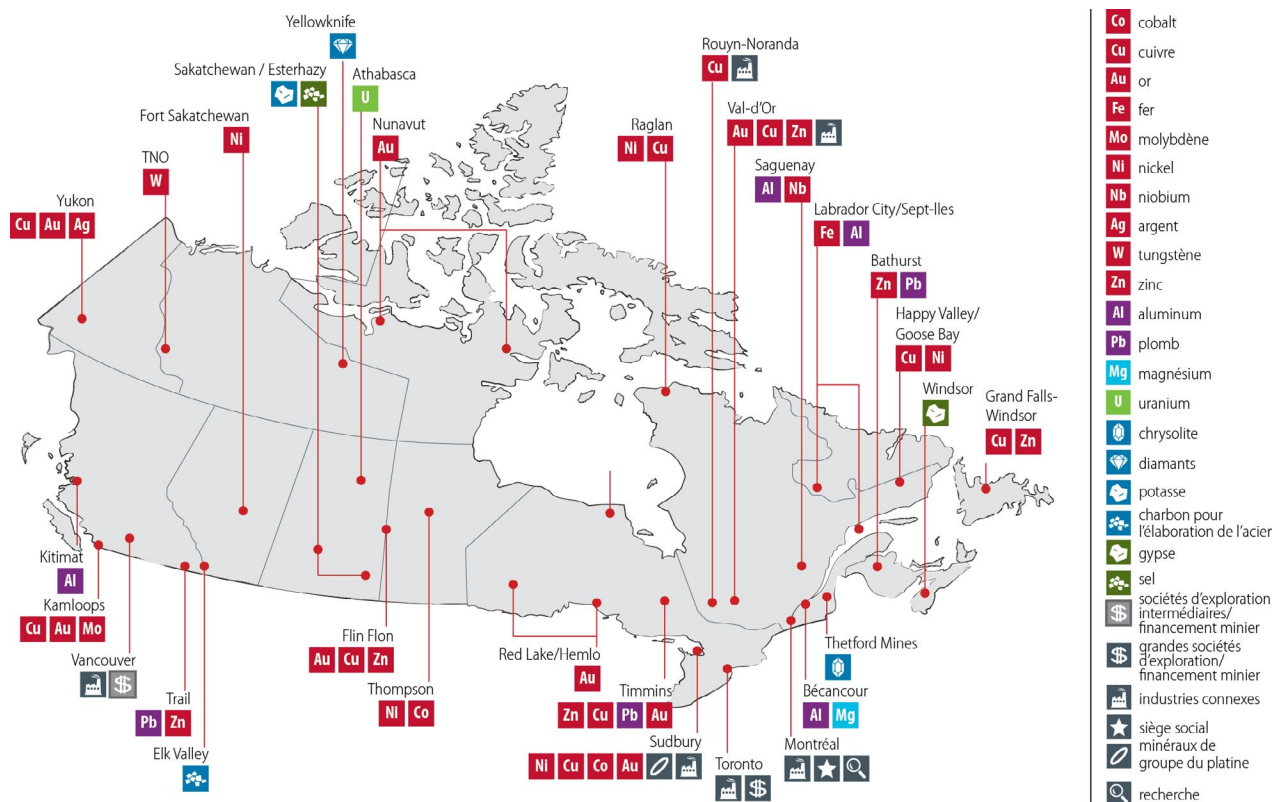 Yellowknife
Sakatchewan / Esterhazy
Athabasca
U
Fort Sakatchewan
Ni
Nunavut
Au
TNO
W
Yukon
Cu Au Ag
Rouyn-Noranda
Cu
Raglan
Ni Cu
Val-d'Or
Au Cu Zn
Saguenay
Al Nb
Labrador City/Sept-Iles
Fe Al
Bathurst
Zn Pb
Happy Valley/
Goose Bay
Cu Ni
Windsor
Grand Falls-
Windsor
Cu Zn
Kitimat
Al
Kamloops
Cu Au Mo
Vancouver
$
Trail
Pb Zn
Elk Valley
Flin Flon
Au Cu Zn
Thompson
NI Co
Red Lake/Hemlo
Au
Timmins
Zn Cu Pb Au
Sudbury
Ni Cu Co Au
Toronto
$
Montréal
Bécancour
Al Mg
Thetford Mines
Co cobalt
Cu cuivre
Au or
Fe fer
Mo molybdène
Ni nickel
Nb niobium
Ag argent
W tungstène
Zn zinc
Al aluminum
Pb plomb
Mg magnésium
U uranium
chrysolite
diamants
potasse
charbon pour
l'élaboration de l'acier
gypse
sel
sociétés d'exploration
intermédiaires/
financement minier
$
grandes sociétés
d'exploration/
financement minier
$
industries connexes
siège social
minéraux de
groupe du platine
recherche